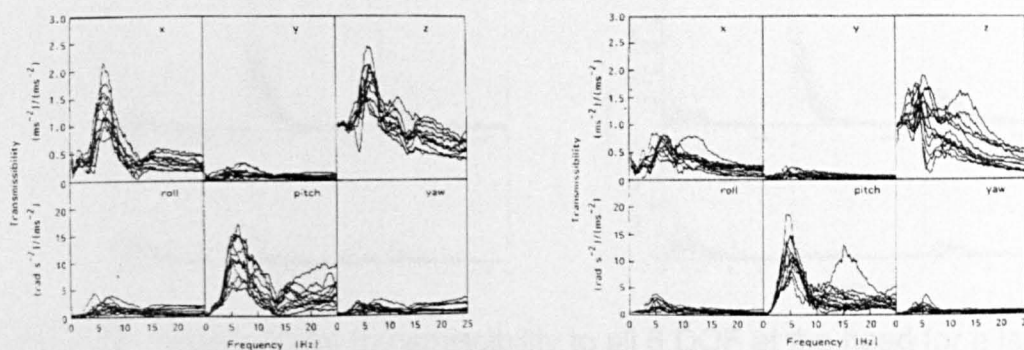 3.0 x y z
2.5
2.0
1.5
1.0
0.5
0
Transmissibility
(ms⁻²)/(ms⁻²)
roll pitch yaw
20
15
10
5
0
(rad s⁻²)/(ms⁻²)
0 5 10 15 20 0 5 10 15 20 0 5 10 15 20 25
Frequency (Hz)
3.0 x y z
2.5
2.0
1.5
1.0
0.5
0
Transmissibility
(ms⁻²)/(ms⁻²)
roll pitch yaw
20
15
10
5
0
(rad s⁻²)/(ms⁻²)
0 5 10 15 20 0 5 10 15 20 0 5 10 15 20
Frequency (Hz)